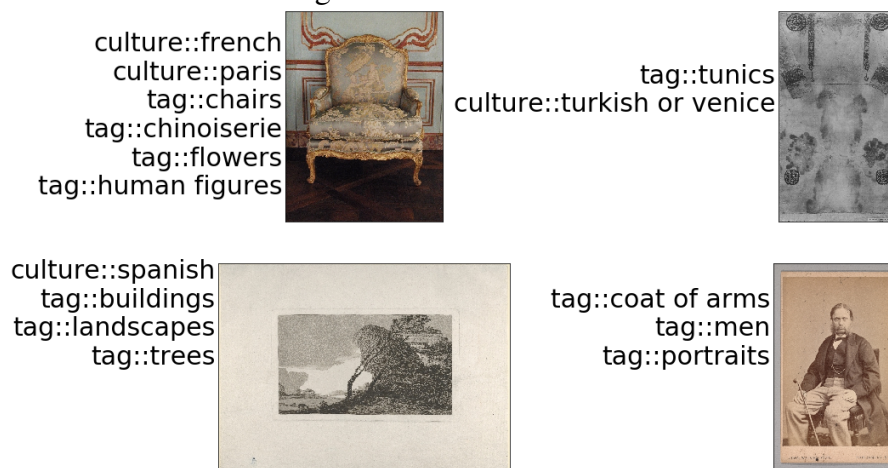 culture::french
culture::paris
tag::chairs
tag::chinoiserie
tag::flowers
tag::human figures
tag::tunics
culture::turkish or venice
culture::spanish
tag::buildings
tag::landscapes
tag::trees
tag::coat of arms
tag::men
tag::portraits